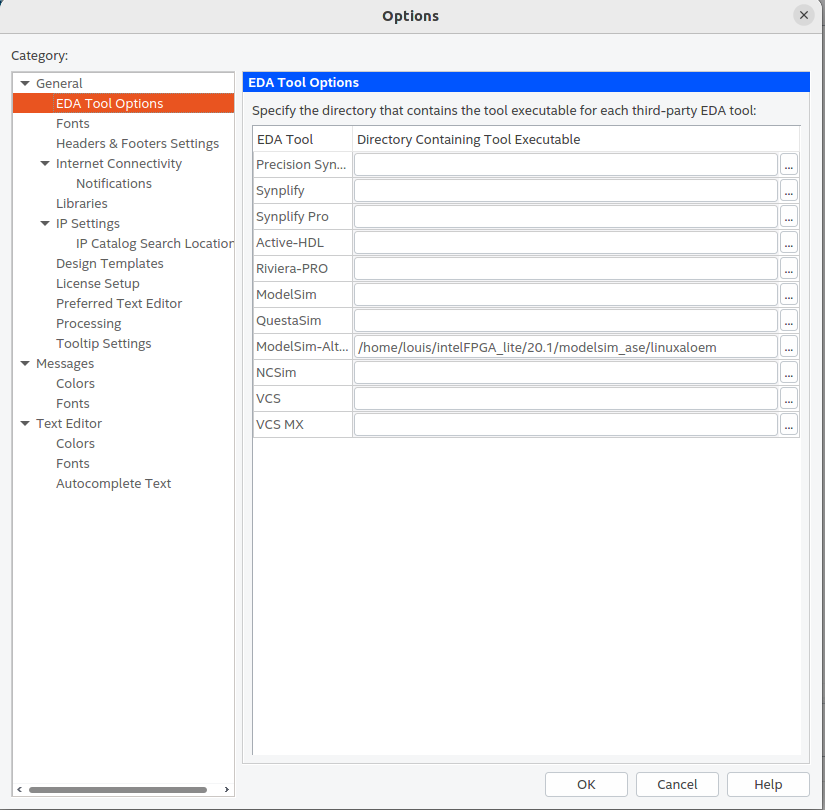 Options
Category:
General
EDA Tool Options
Fonts
Headers & Footers Settings
Internet Connectivity
Notifications
Libraries
IP Settings
IP Catalog Search Location
Design Templates
License Setup
Preferred Text Editor
Processing
Tooltip Settings
Messages
Colors
Fonts
Text Editor
Colors
Fonts
Autocomplete Text
EDA Tool Options
Specify the directory that contains the tool executable for each third-party EDA tool:
EDA Tool Directory Containing Tool Executable
Precision Syn... ...
Synplify ...
Synplify Pro ...
Active-HDL ...
Riviera-PRO ...
ModelSim ...
QuestaSim ...
ModelSim-Alt... /home/louis/intelFPGA_lite/20.1/modelsim_ase/linuxaloem ...
NCSim ...
VCS ...
VCS MX ...
OK Cancel Help